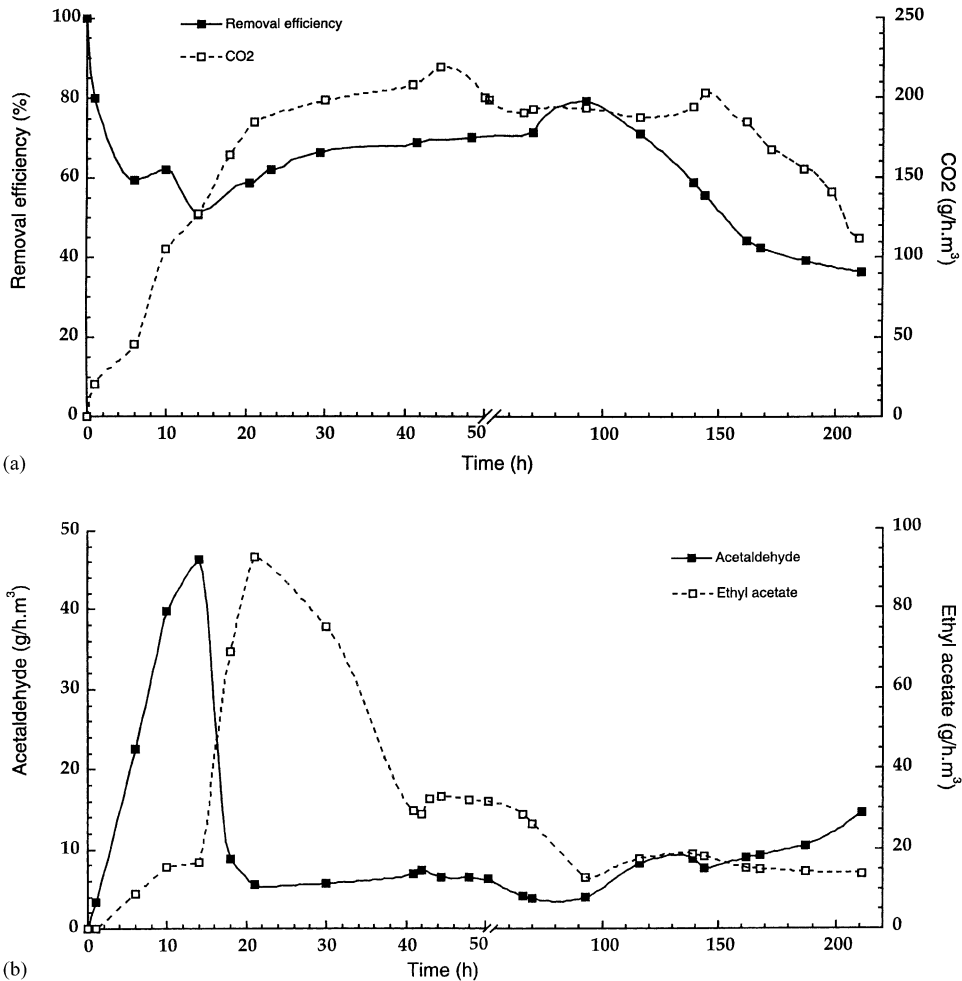 Removal efficiency
CO2
100
80
60
40
20
0
Removal efficiency (%)
250
200
150
100
50
0
CO2 (g/h.m³)
0 10 20 30 40 50 100 150 200
Time (h)
(a)
Acetaldehyde
Ethyl acetate
50
40
30
20
10
0
Acetaldehyde (g/h.m³)
100
80
60
40
20
0
Ethyl acetate (g/h.m³)
0 10 20 30 40 50 100 150 200
Time (h)
(b)